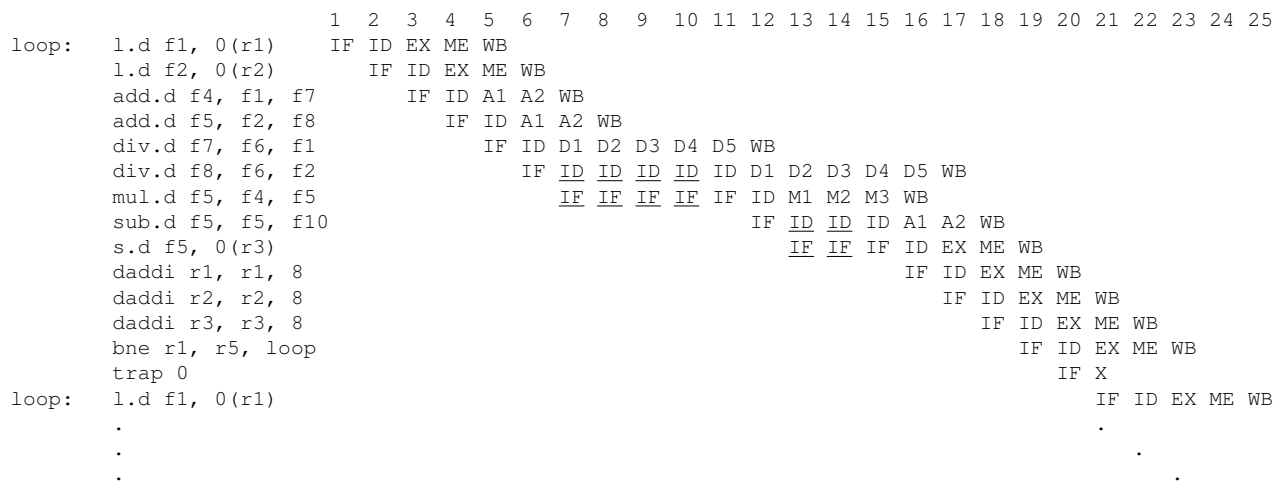 1 2 3 4 5 6 7 8 9 10 11 12 13 14 15 16 17 18 19 20 21 22 23 24 25
loop: l.d f1, 0(r1) IF ID EX ME WB
l.d f2, 0(r2) IF ID EX ME WB
add.d f4, f1, f7 IF ID A1 A2 WB
add.d f5, f2, f8 IF ID A1 A2 WB
div.d f7, f6, f1 IF ID D1 D2 D3 D4 D5 WB
div.d f8, f6, f2 IF ID ID ID ID ID D1 D2 D3 D4 D5 WB
mul.d f5, f4, f5 IF IF IF IF IF ID M1 M2 M3 WB
sub.d f5, f5, f10 IF ID ID ID A1 A2 WB
s.d f5, 0(r3) IF IF IF ID EX ME WB
daddi r1, r1, 8 IF ID EX ME WB
daddi r2, r2, 8 IF ID EX ME WB
daddi r3, r3, 8 IF ID EX ME WB
bne r1, r5, loop IF ID EX ME WB
trap 0 IF X
loop: l.d f1, 0(r1) IF ID EX ME WB
. .
. .
. .